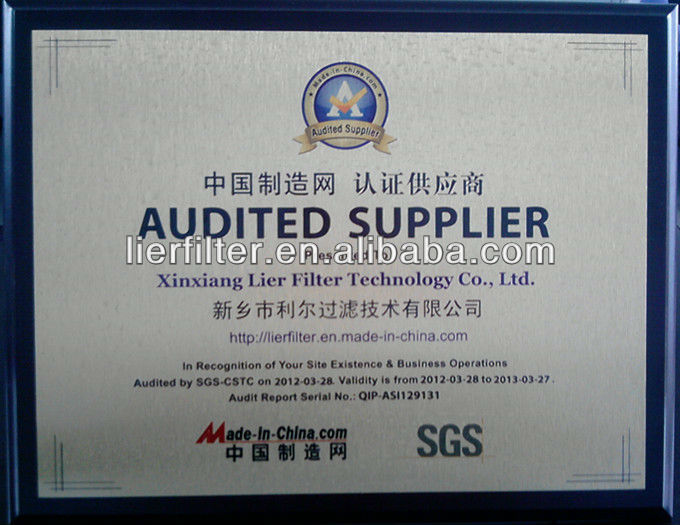 Made-in-China.com
A
Audited Supplier
中国制造网 认证供应商
AUDITED SUPPLIER
lierfilter.en.alibaba.com
Presented To
Xinxiang Lier Filter Technology Co., Ltd.
新乡市利尔过滤技术有限公司
http://lierfilter.en.made-in-china.com
In Recognition of Your Site Existence & Business Operations
Audited by SGS-CSTC on 2012-03-28. Validity is from 2012-03-28 to 2013-03-27.
Audit Report Serial No.: QIP-ASI129131
Made-in-China.com
中国制造网
SGS